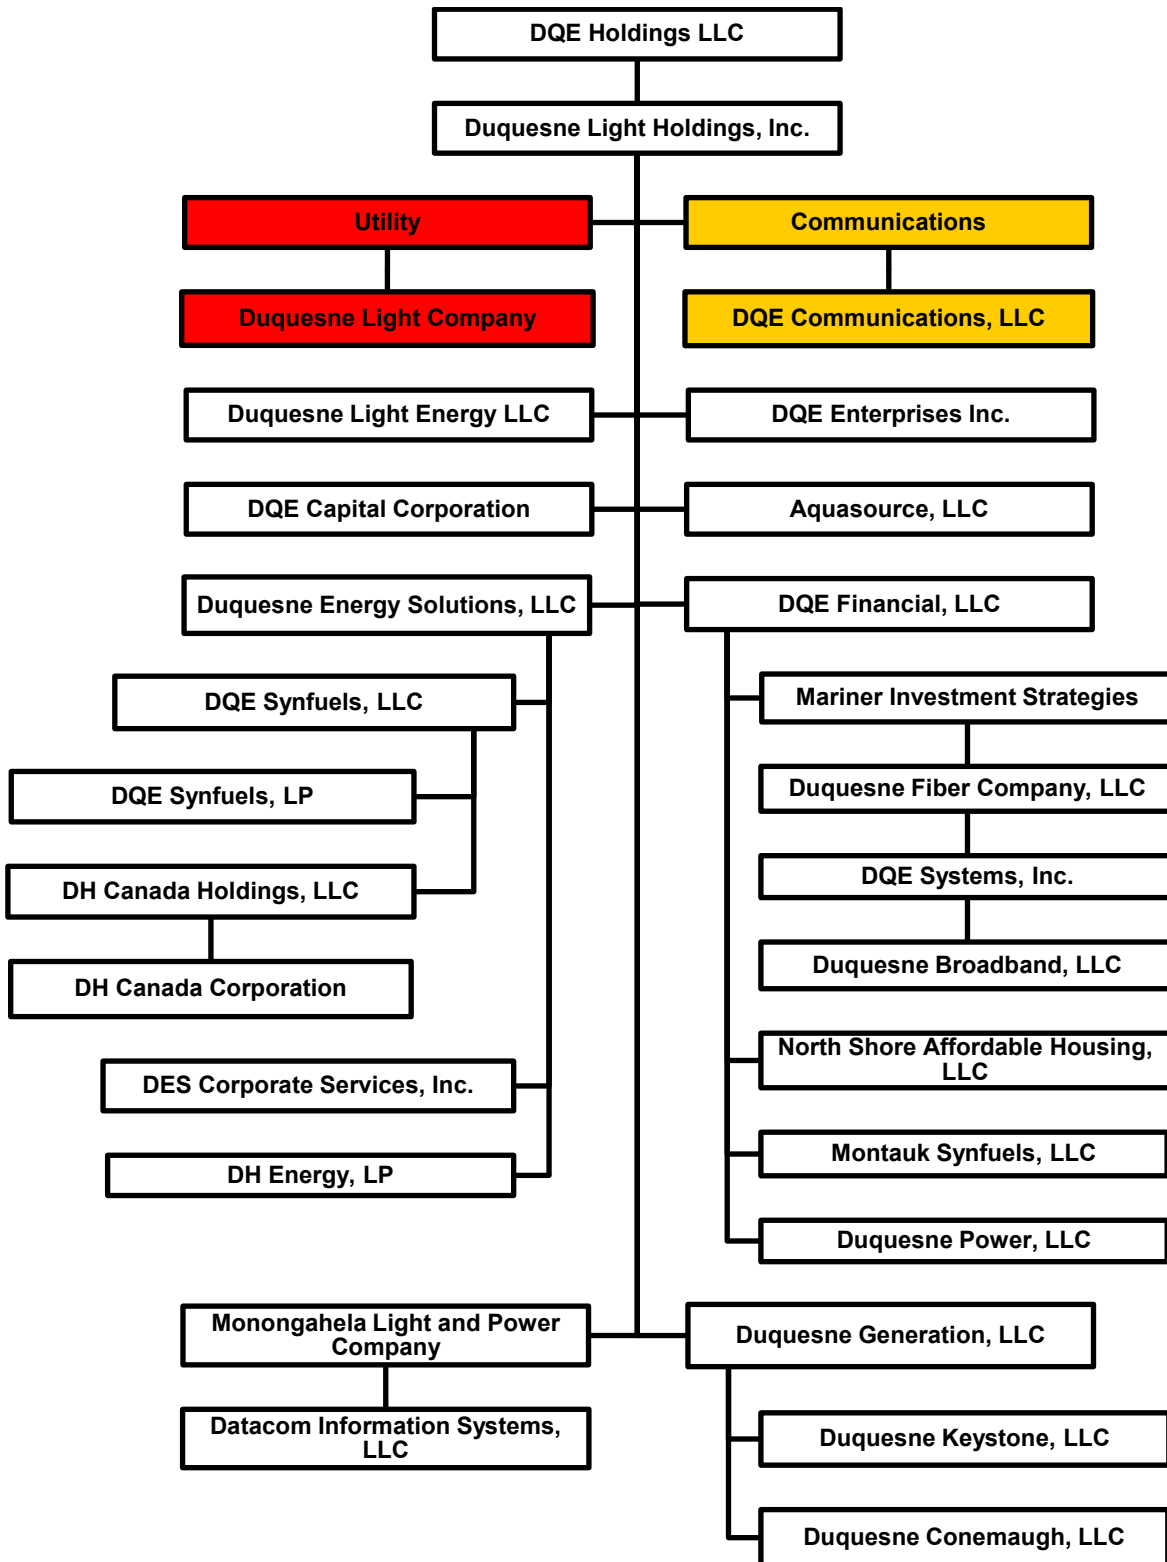 DQE Holdings LLC
Duquesne Light Holdings, Inc.
Utility
Communications
Duquesne Light Company
DQE Communications, LLC
Duquesne Light Energy LLC
DQE Enterprises Inc.
DQE Capital Corporation
Aquasource, LLC
Duquesne Energy Solutions, LLC
DQE Financial, LLC
DQE Synfuels, LLC
Mariner Investment Strategies
DQE Synfuels, LP
Duquesne Fiber Company, LLC
DH Canada Holdings, LLC
DQE Systems, Inc.
DH Canada Corporation
Duquesne Broadband, LLC
North Shore Affordable Housing,
LLC
DES Corporate Services, Inc.
Montauk Synfuels, LLC
DH Energy, LP
Duquesne Power, LLC
Monongahela Light and Power
Company
Duquesne Generation, LLC
Datacom Information Systems,
LLC
Duquesne Keystone, LLC
Duquesne Conemaugh, LLC